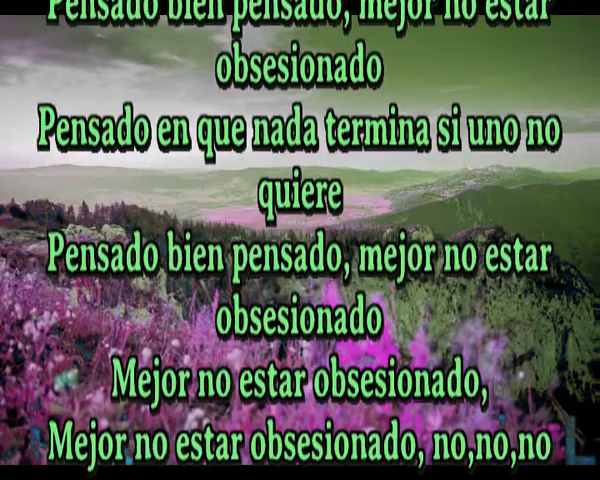 Pensado bien pensado, mejor no estar
obsesionado
Pensado en que nada termina si uno no
quiere
Pensado bien pensado, mejor no estar
obsesionado
Mejor no estar obsesionado,
Mejor no estar obsesionado, no,no,no